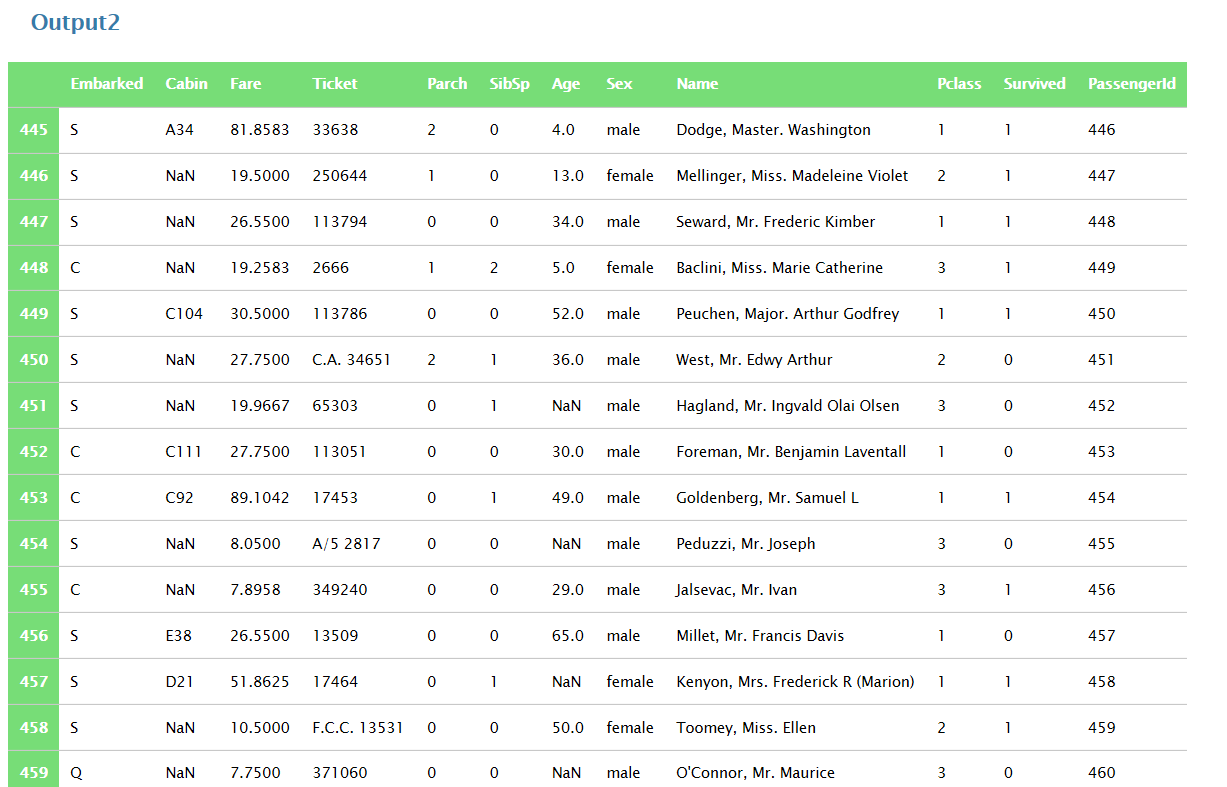 Output2
Embarked Cabin Fare Ticket Parch SibSp Age Sex Name Pclass Survived PassengerId
445 S A34 81.8583 33638 2 0 4.0 male Dodge, Master. Washington 1 1 446
446 S NaN 19.5000 250644 1 0 13.0 female Mellinger, Miss. Madeleine Violet 2 1 447
447 S NaN 26.5500 113794 0 0 34.0 male Seward, Mr. Frederic Kimber 1 1 448
448 C NaN 19.2583 2666 1 2 5.0 female Baclini, Miss. Marie Catherine 3 1 449
449 S C104 30.5000 113786 0 0 52.0 male Peuchen, Major. Arthur Godfrey 1 1 450
450 S NaN 27.7500 C.A. 34651 2 1 36.0 male West, Mr. Edwy Arthur 2 0 451
451 S NaN 19.9667 65303 0 1 NaN male Hagland, Mr. Ingvald Olai Olsen 3 0 452
452 C C111 27.7500 113051 0 0 30.0 male Foreman, Mr. Benjamin Laventall 1 0 453
453 C C92 89.1042 17453 0 1 49.0 male Goldenberg, Mr. Samuel L 1 1 454
454 S NaN 8.0500 A/5 2817 0 0 NaN male Peduzzi, Mr. Joseph 3 0 455
455 C NaN 7.8958 349240 0 0 29.0 male Jalsevac, Mr. Ivan 3 1 456
456 S E38 26.5500 13509 0 0 65.0 male Millet, Mr. Francis Davis 1 0 457
457 S D21 51.8625 17464 0 1 NaN female Kenyon, Mrs. Frederick R (Marion) 1 1 458
458 S NaN 10.5000 F.C.C. 13531 0 0 50.0 female Toomey, Miss. Ellen 2 1 459
459 Q NaN 7.7500 371060 0 0 NaN male O'Connor, Mr. Maurice 3 0 460